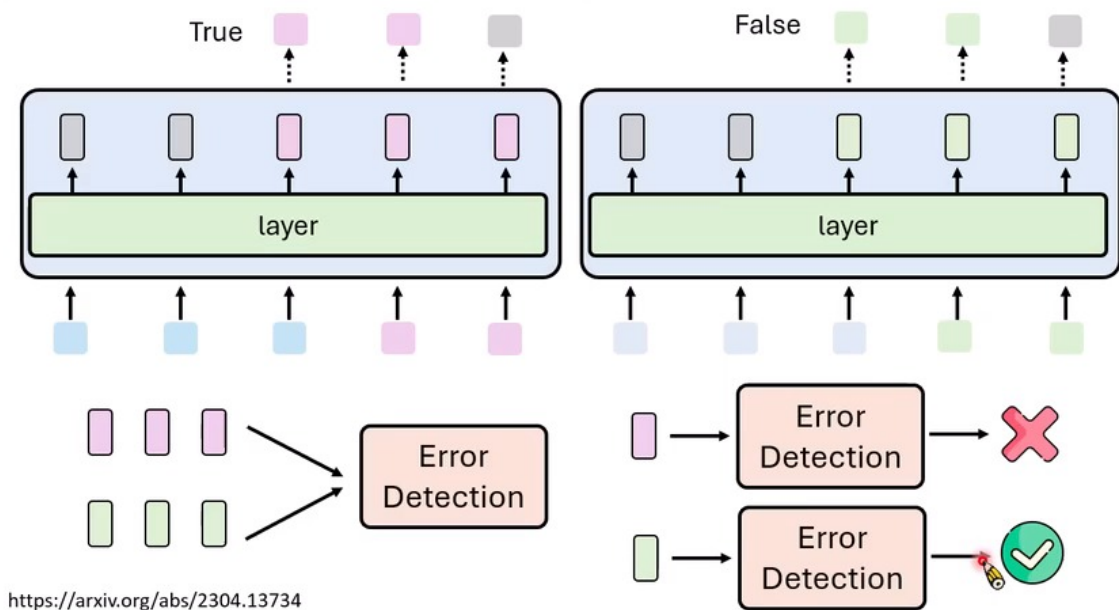 True
False
layer
layer
Error
Detection
Error
Detection
Error
Detection
https://arxiv.org/abs/2304.13734